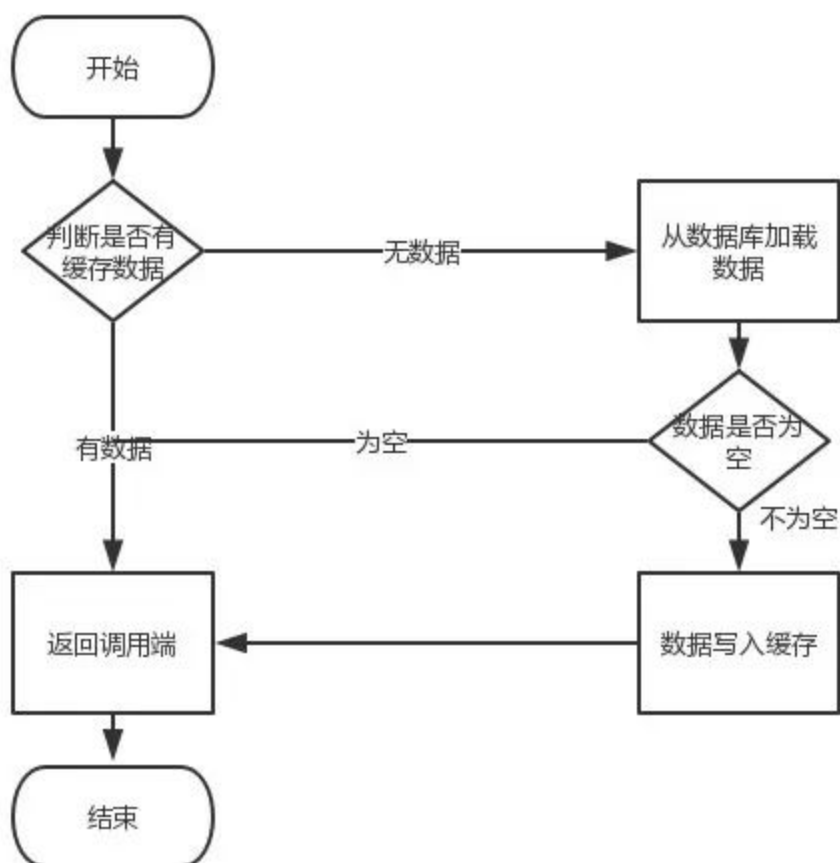 开始
判断是否有
缓存数据
无数据
从数据库加载
数据
有数据
为空
数据是否为
空
不为空
返回调用端
数据写入缓存
结束